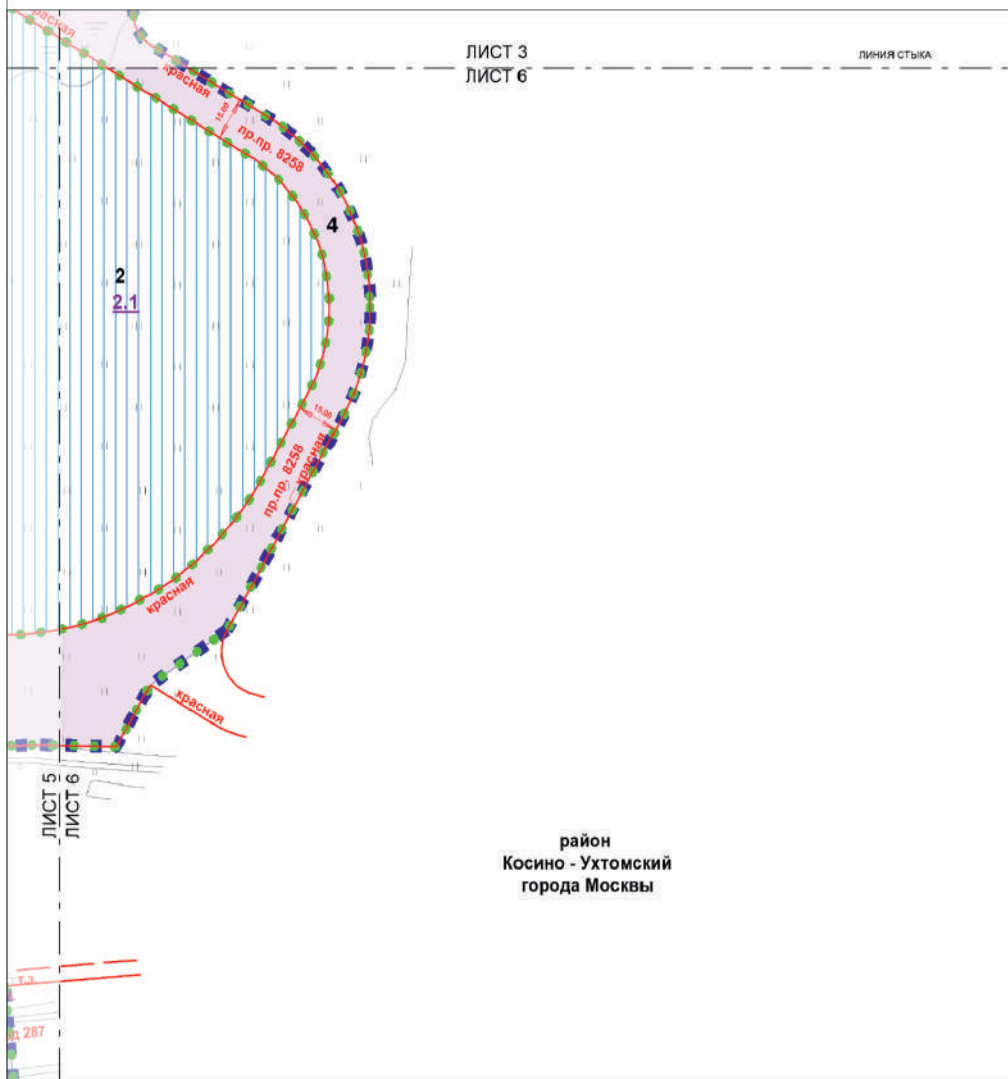 красная
ЛИСТ 3
ЛИНИЯ СТЫКА
ЛИСТ 6
красная
15.00
пр.пр. 8258
4
2
2.1
15.00
красная
пр.пр. 8258
красная
красная
ЛИСТ 5
ЛИСТ 6
район
Косино - Ухтомский
города Москвы
287